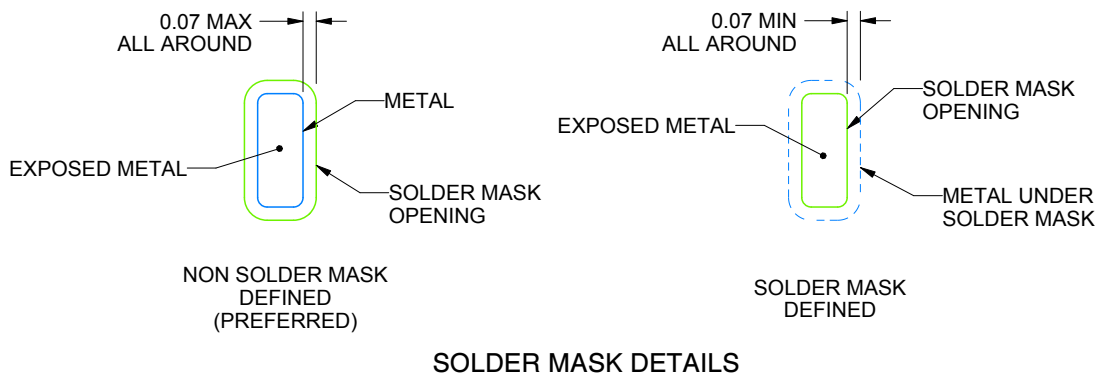 0.07 MAX
ALL AROUND
METAL
EXPOSED METAL
SOLDER MASK
OPENING
NON SOLDER MASK
DEFINED
(PREFERRED)
0.07 MIN
ALL AROUND
SOLDER MASK
OPENING
EXPOSED METAL
METAL UNDER
SOLDER MASK
SOLDER MASK
DEFINED
SOLDER MASK DETAILS